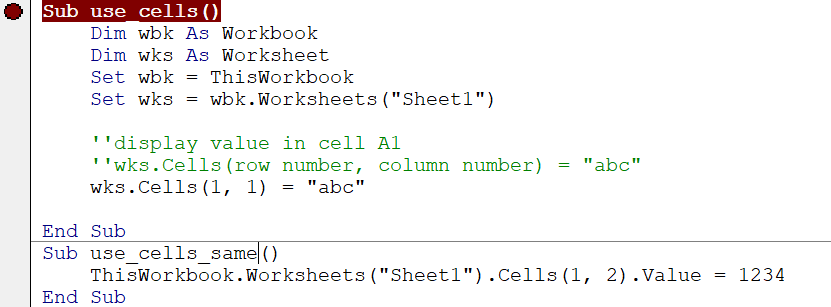 Sub use_cells()
    Dim wbk As Workbook
    Dim wks As Worksheet
    Set wbk = ThisWorkbook
    Set wks = wbk.Worksheets("Sheet1")
    ''display value in cell A1
    ''wks.Cells(row number, column number) = "abc"
    wks.Cells(1, 1) = "abc"
End Sub
Sub use_cells_same()
    ThisWorkbook.Worksheets("Sheet1").Cells(1, 2).Value = 1234
End Sub